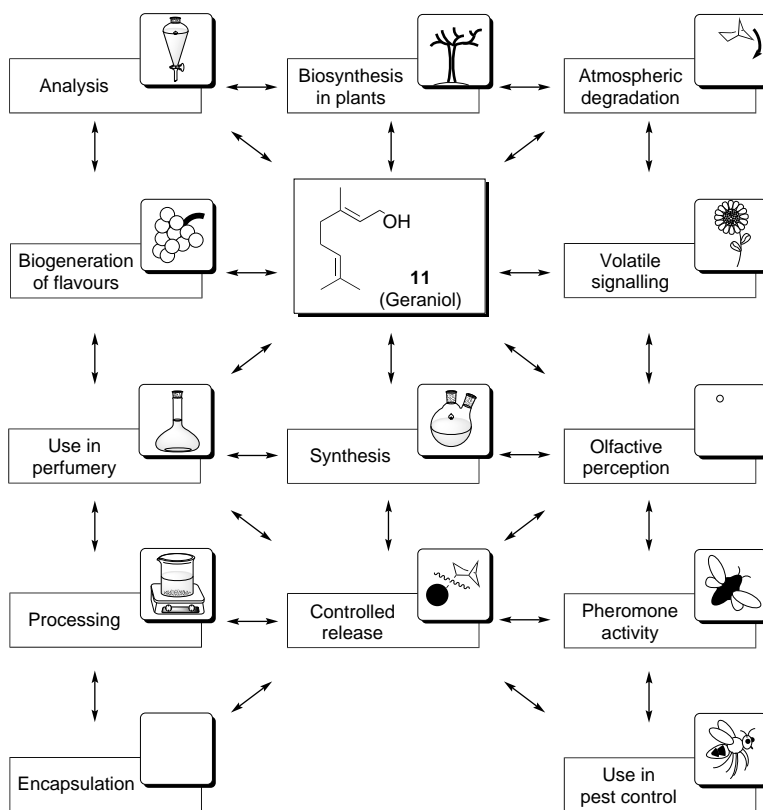 Analysis
Biosynthesis
in plants
Atmospheric
degradation
OH
11
(Geraniol)
Biogeneration
of flavours
Volatile
signalling
Use in
perfumery
Synthesis
Olfactive
perception
Processing
Controlled
release
Pheromone
activity
Encapsulation
Use in
pest control